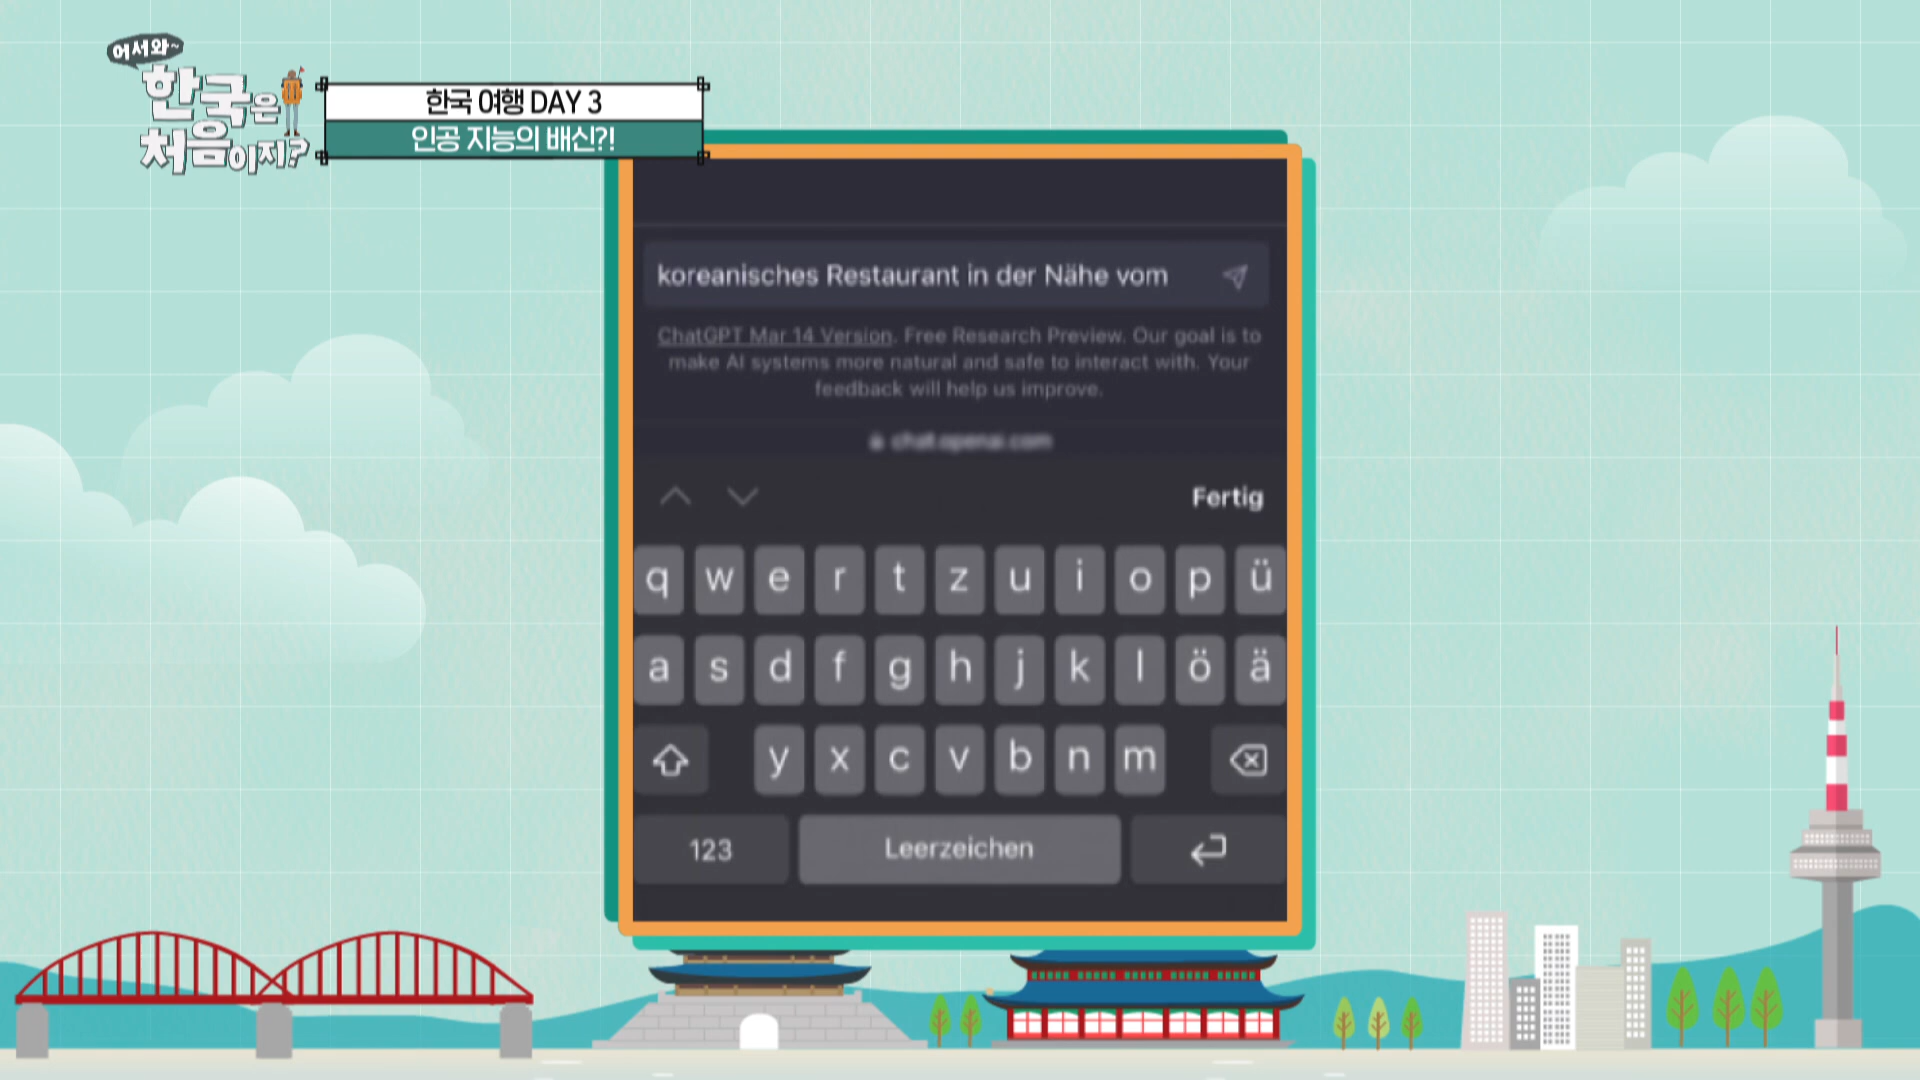 어서와~
한국은
처음이지?
한국 여행 DAY 3
인공 지능의 배신?!
koreanisches Restaurant in der Nähe vom
ChatGPT Mar 14 Version. Free Research Preview. Our goal is to
make AI systems more natural and safe to interact with. Your
feedback will help us improve.
chat.openai.com
Fertig
q w e r t z u i o p ü
a s d f g h j k l ö ä
y x c v b n m
123 Leerzeichen